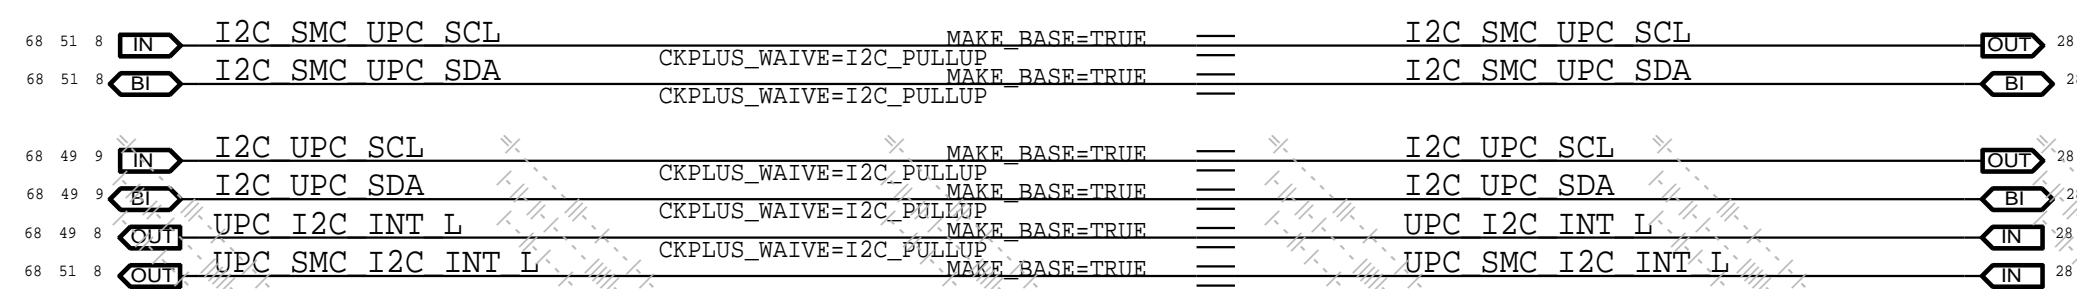 68 51 8 IN I2C_SMC_UPC_SCL MAKE_BASE=TRUE I2C_SMC_UPC_SCL OUT 28
CKPLUS_WAIVE=I2C_PULLUP
68 51 8 BI I2C_SMC_UPC_SDA MAKE_BASE=TRUE I2C_SMC_UPC_SDA BI 28
CKPLUS_WAIVE=I2C_PULLUP
68 49 9 IN I2C_UPC_SCL MAKE_BASE=TRUE I2C_UPC_SCL OUT 28
CKPLUS_WAIVE=I2C_PULLUP
68 49 9 BI I2C_UPC_SDA MAKE_BASE=TRUE I2C_UPC_SDA BI 28
CKPLUS_WAIVE=I2C_PULLUP
68 49 8 OUT UPC_I2C_INT_L MAKE_BASE=TRUE UPC_I2C_INT_L IN 28
CKPLUS_WAIVE=I2C_PULLUP
68 51 8 OUT UPC_SMC_I2C_INT_L MAKE_BASE=TRUE UPC_SMC_I2C_INT_L IN 28